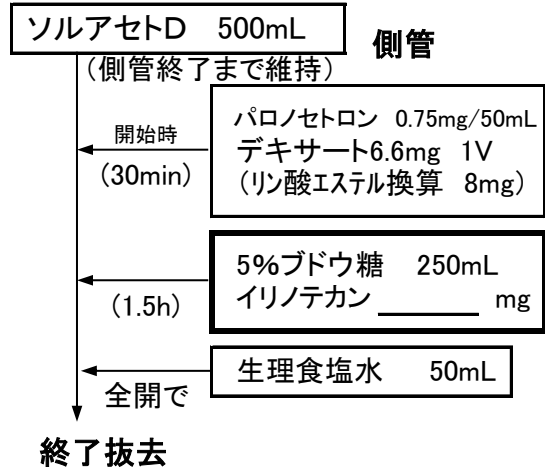 ソルアセトD 500mL
側管
（側管終了まで維持）
開始時
（30min）
パロノセトロン 0.75mg/50mL
デキサート6.6mg 1V
（リン酸エステル換算 8mg）
（1.5h）
5%ブドウ糖 250mL
イリノテカン ______ mg
全開で
生理食塩水 50mL
終了抜去